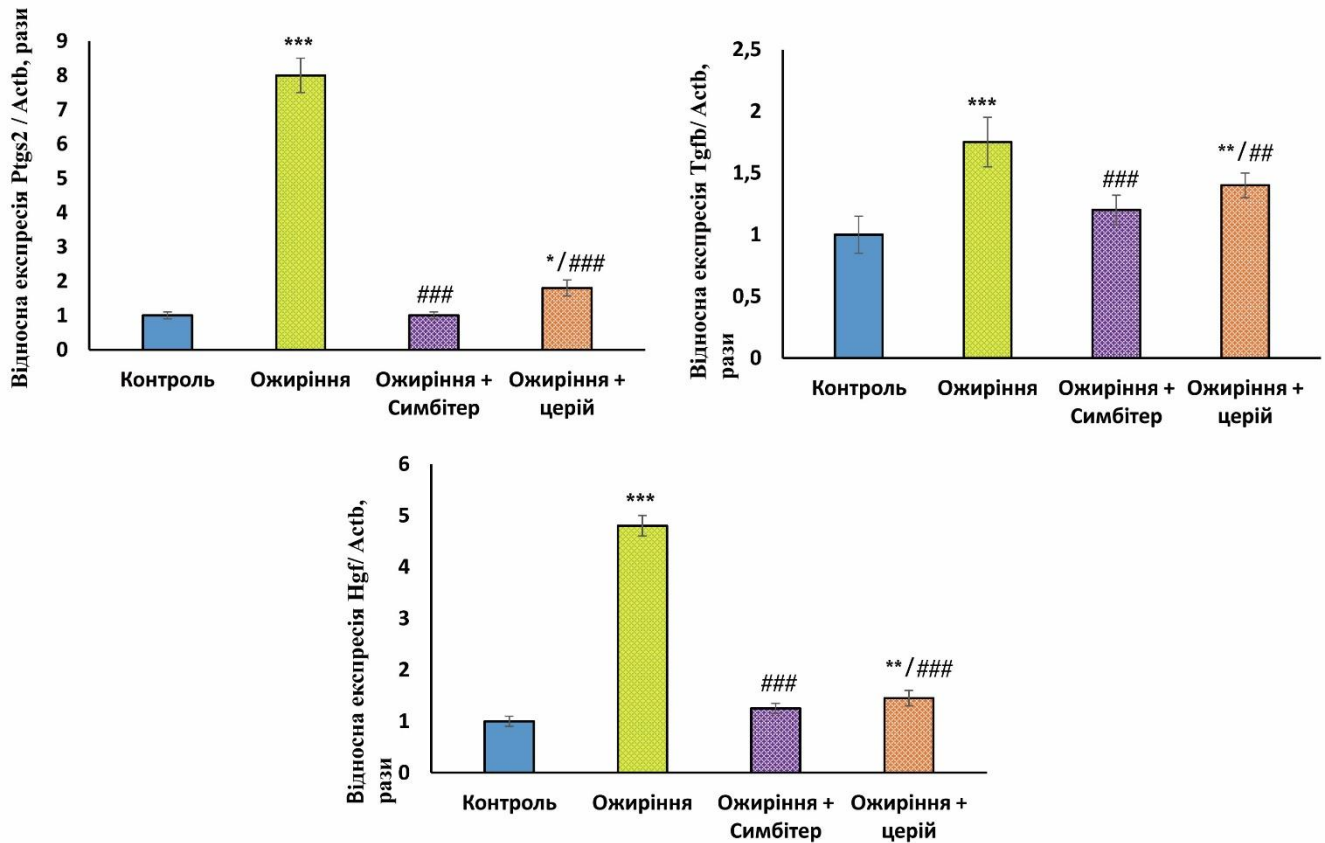 Відносна експресія Ptgs2 / Actb, рази
9
8
7
6
5
4
3
2
1
0
***
###
*/###
Контроль
Ожиріння
Ожиріння +
Симбітер
Ожиріння +
церій
Відносна експресія Tgfb/ Actb,
рази
2,5
2
1,5
1
0,5
0
***
###
**/##
Контроль
Ожиріння
Ожиріння +
Симбітер
Ожиріння +
церій
Відносна експресія Hgf/ Actb,
рази
6
5
4
3
2
1
0
***
###
**/###
Контроль
Ожиріння
Ожиріння +
Симбітер
Ожиріння +
церій